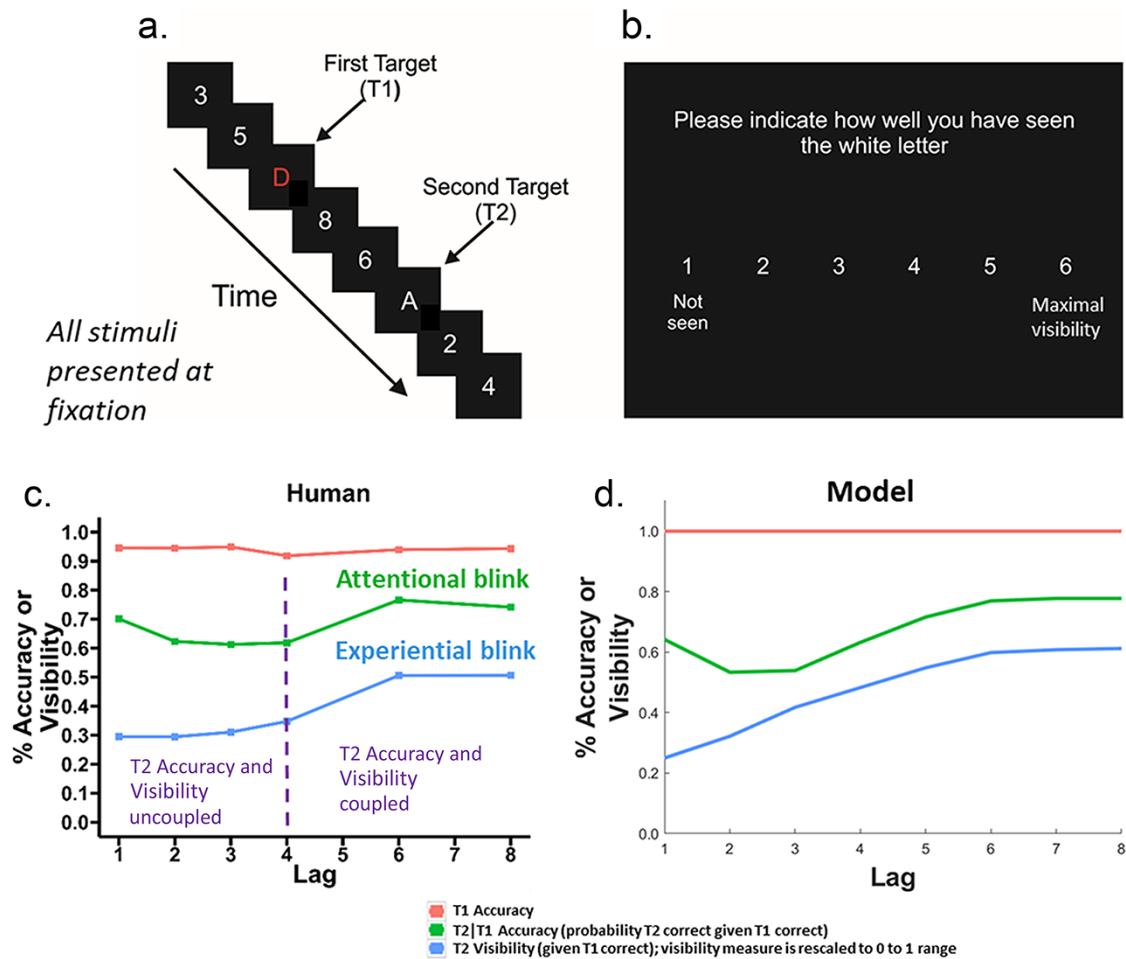 a.
3
5
D
8
6
A
2
4
First Target
(T1)
Second Target
(T2)
Time
All stimuli
presented at
fixation
b.
Please indicate how well you have seen
the white letter
1 2 3 4 5 6
Not
seen
Maximal
visibility
c.
Human
% Accuracy or
Visibility
1.0
0.9
0.8
0.7
0.6
0.5
0.4
0.3
0.2
0.1
0.0
Attentional blink
Experiential blink
T2 Accuracy and
Visibility
uncoupled
T2 Accuracy and
Visibility
coupled
1 2 3 4 5 6 7 8
Lag
d.
Model
% Accuracy or
Visibility
1.0
0.8
0.6
0.4
0.2
0.0
1 2 3 4 5 6 7 8
Lag
T1 Accuracy
T2|T1 Accuracy (probability T2 correct given T1 correct)
T2 Visibility (given T1 correct); visibility measure is rescaled to 0 to 1 range